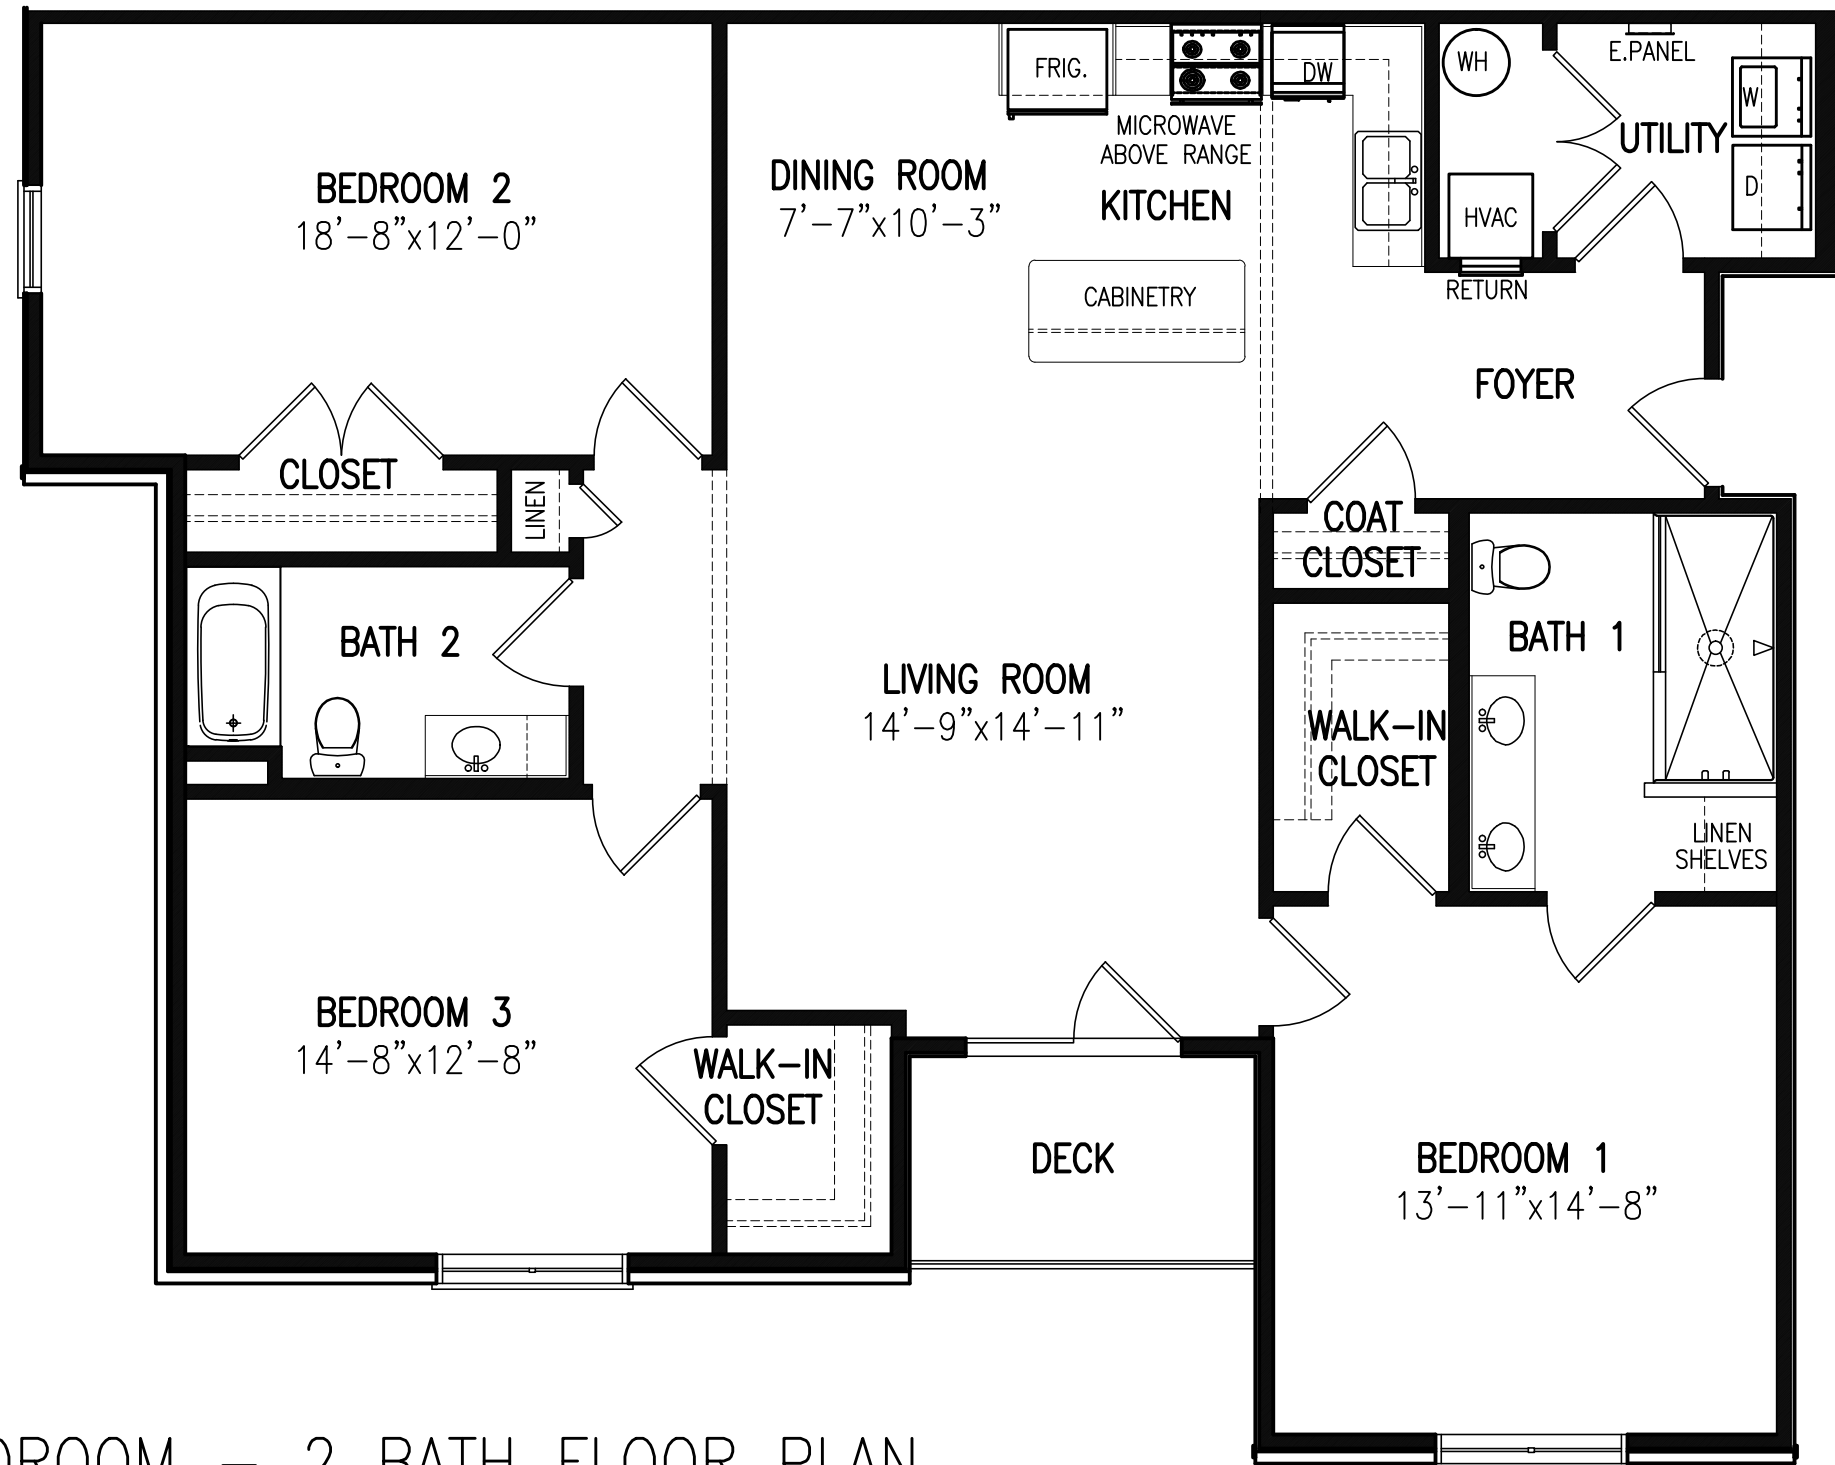 FRIG.
DW
WH
E.PANEL
W
MICROWAVE
ABOVE RANGE
UTILITY
D
BEDROOM 2
18'-8"x12'-0"
DINING ROOM
7'-7"x10'-3"
KITCHEN
HVAC
RETURN
CABINETRY
FOYER
CLOSET
LINEN
COAT
CLOSET
BATH 2
BATH 1
LIVING ROOM
14'-9"x14'-11"
WALK-IN
CLOSET
LINEN
SHELVES
BEDROOM 3
14'-8"x12'-8"
WALK-IN
CLOSET
DECK
BEDROOM 1
13'-11"x14'-8"
DROOM - 2 BATH FLOOR PLAN